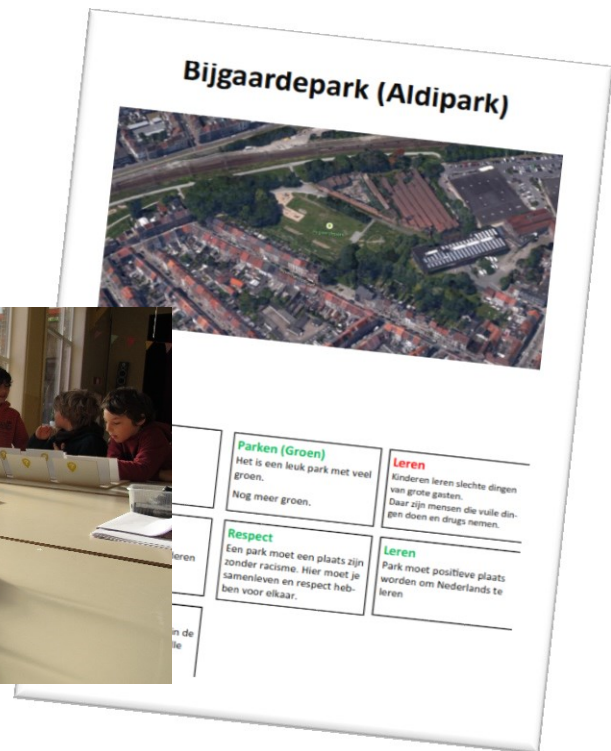 Bijgaardepark (Aldipark)
Parken (Groen)
Het is een leuk park met veel
groen.
Nog meer groen.
Leren
Kinderen leren slechte dingen
van grote gasten.
Daar zijn mensen die vuile din-
gen doen en drugs nemen.
leren
Respect
Een park moet een plaats zijn
zonder racisme. Hier moet je
samenleven en respect heb-
ben voor elkaar.
Leren
Park moet positieve plaats
worden om Nederlands te
leren
in de